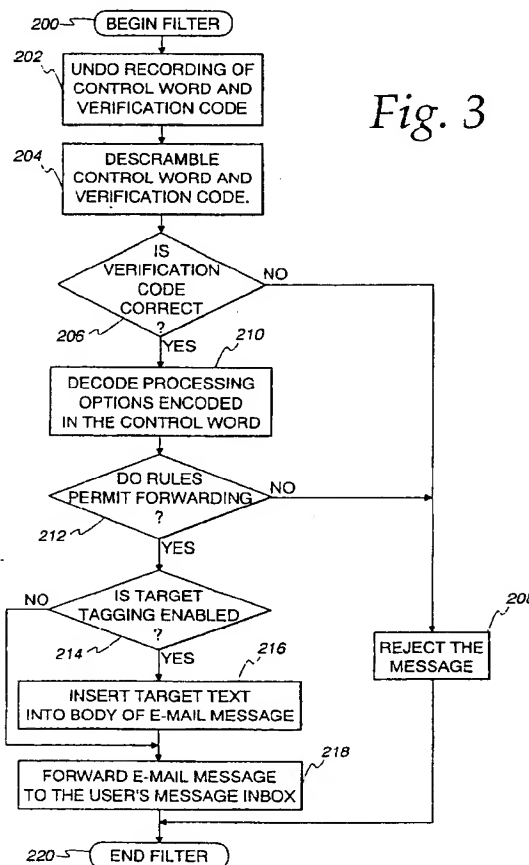 200
BEGIN FILTER
202
UNDO RECORDING OF
CONTROL WORD AND
VERIFICATION CODE
Fig. 3
204
DESCRAMBLE
CONTROL WORD AND
VERIFICATION CODE.
IS
VERIFICATION
CODE
CORRECT
?
NO
206
YES
210
DECODE PROCESSING
OPTIONS ENCODED
IN THE CONTROL WORD
DO RULES
PERMIT FORWARDING
?
NO
212
YES
NO
IS TARGET
TAGGING ENABLED
?
214
YES
216
208
REJECT THE
MESSAGE
INSERT TARGET TEXT
INTO BODY OF E-MAIL MESSAGE
218
FORWARD E-MAIL MESSAGE
TO THE USER'S MESSAGE INBOX
220
END FILTER